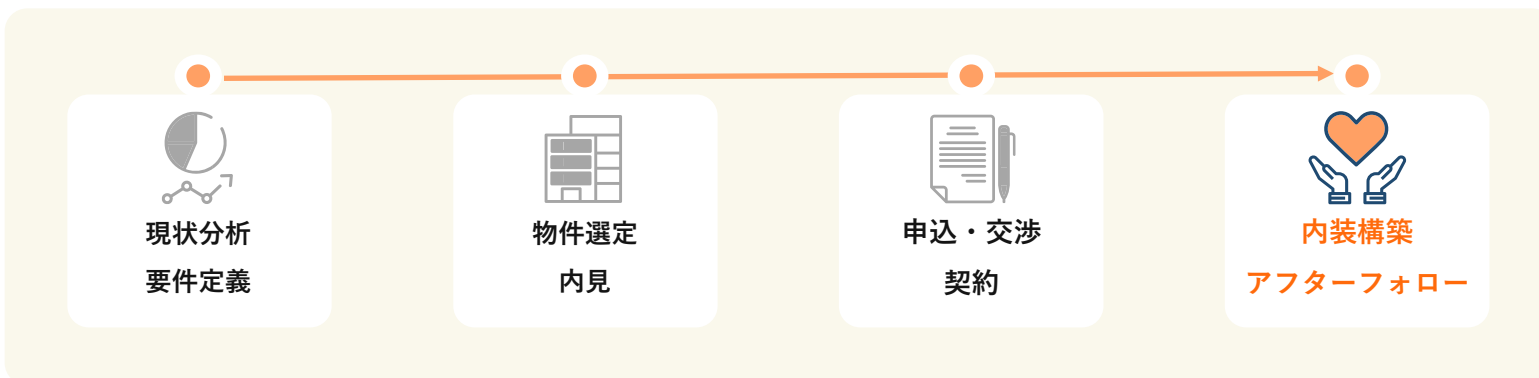 現状分析
要件定義
物件選定
内見
申込・交渉
契約
内装構築
アフターフォロー